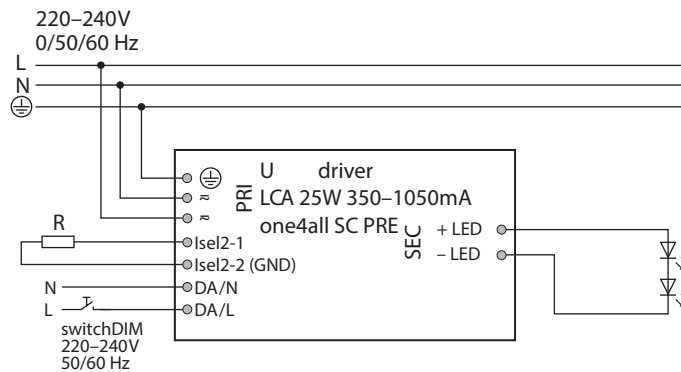 220–240V
0/50/60 Hz
L
N
U driver
LCA 25W 350–1050mA
one4all SC PRE
PRI
≈
≈
SEC
+ LED
– LED
R
Isel2-1
Isel2-2 (GND)
N
DA/N
L
DA/L
switchDIM
220–240V
50/60 Hz